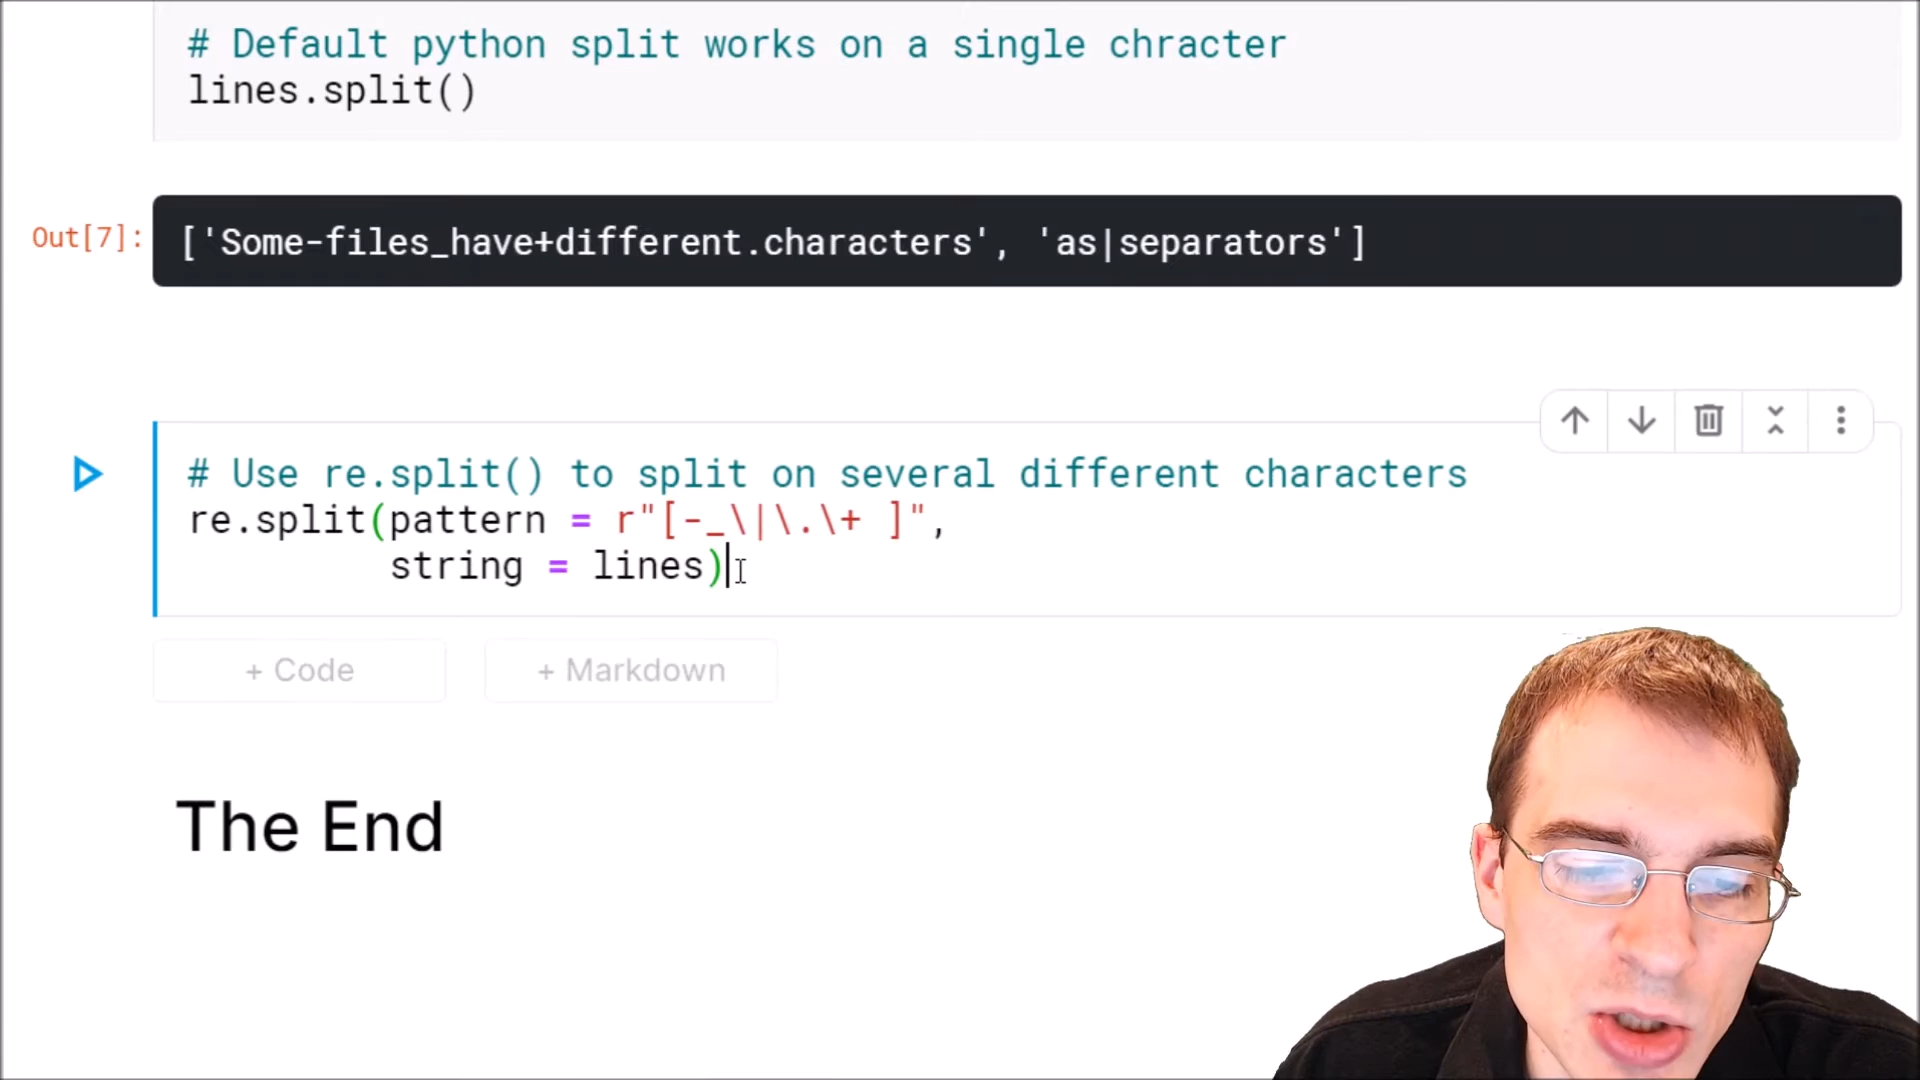 # Default python split works on a single chracter
lines.split()
Out[7]:
['Some-files_have+different.characters', 'as|separators']
# Use re.split() to split on several different characters
re.split(pattern = r"[-_\|\.\+ ]",
string = lines)
+ Code
+ Markdown
The End